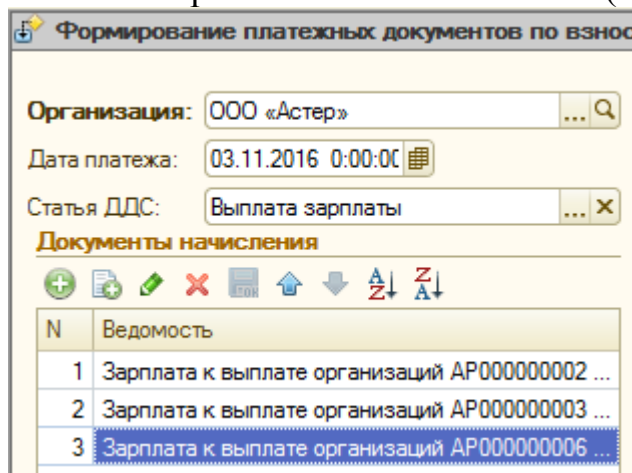 (
Формирование платежных документов по взнос
Организация: ООО «Астер» ...
Дата платежа: 03.11.2016 0:00:00
Статья ДДС: Выплата зарплаты ... ×
Документы начисления
N Ведомость
1 Зарплата к выплате организаций АР000000002 ...
2 Зарплата к выплате организаций АР000000003 ...
3 Зарплата к выплате организаций АР000000006 ...